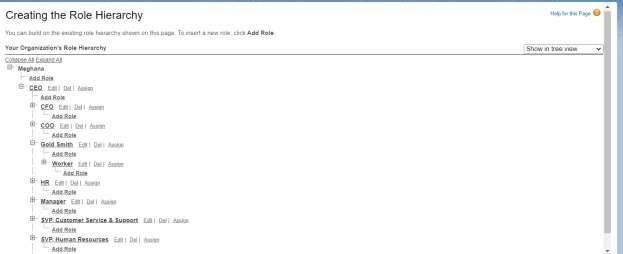 Creating the Role Hierarchy
Help for this Page
You can build on the existing role hierarchy shown on this page. To insert a new role, click Add Role.
Your Organization's Role Hierarchy
Show in tree view
Collapse All Expand All
Meghana
Add Role
CEO Edit | Del | Assign
Add Role
CFO Edit | Del | Assign
Add Role
COO Edit | Del | Assign
Add Role
Gold Smith Edit | Del | Assign
Add Role
Worker Edit | Del | Assign
Add Role
HR Edit | Del | Assign
Add Role
Manager Edit | Del | Assign
Add Role
SVP, Customer Service & Support Edit | Del | Assign
Add Role
SVP, Human Resources Edit | Del | Assign
Add Role